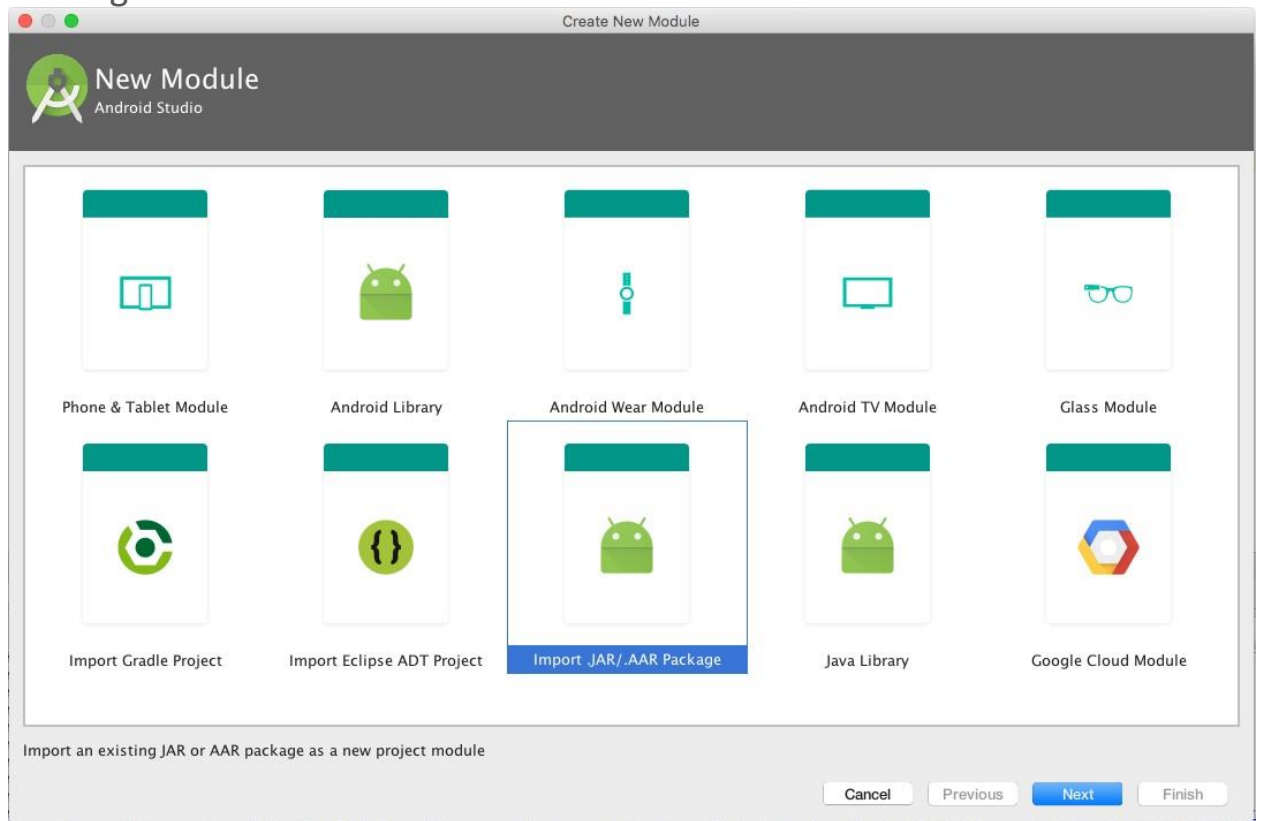 Create New Module
New Module
Android Studio
Phone & Tablet Module
Android Library
Android Wear Module
Android TV Module
Glass Module
{}
Import Gradle Project
Import Eclipse ADT Project
Import .JAR/.AAR Package
Java Library
Google Cloud Module
Import an existing JAR or AAR package as a new project module
Cancel
Previous
Next
Finish